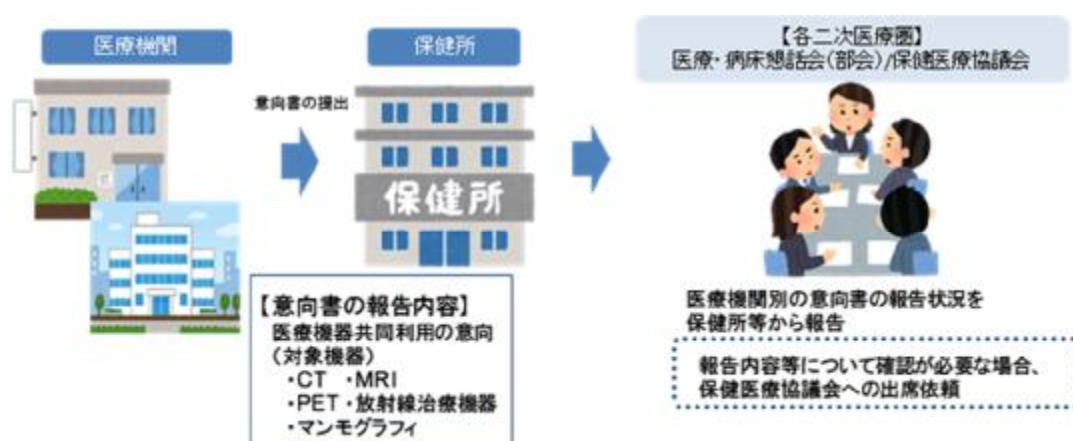 医療機関
意向書の提出
保健所
保健所
【意向書の報告内容】
医療機器共同利用の意向
（対象機器）
・CT ・MRI
・PET・放射線治療機器
・マンモグラフィ
【各二次医療圏】
医療・病床懇話会（部会）/保健医療協議会
医療機関別の意向書の報告状況を
保健所等から報告
報告内容等について確認が必要な場合、
保健医療協議会への出席依頼